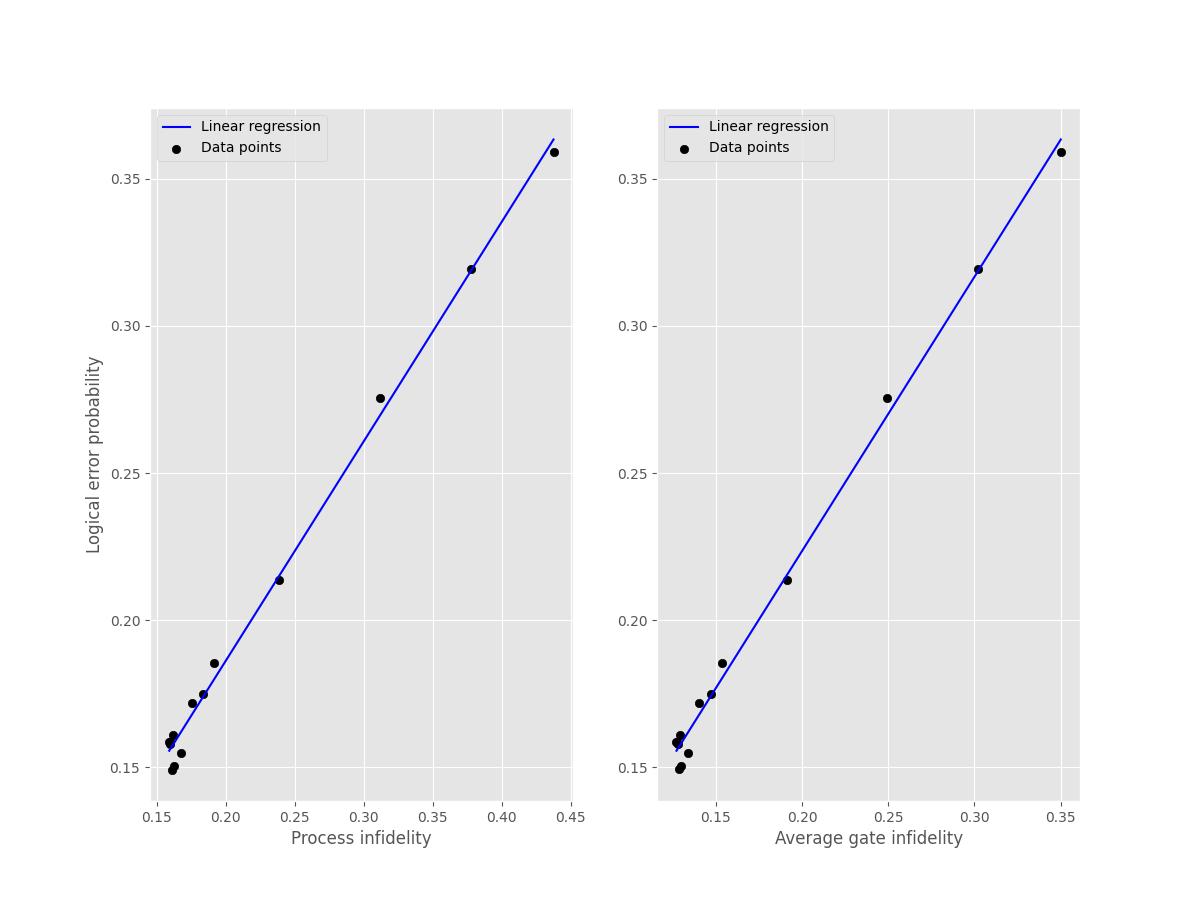 Linear regression
Data points
0.35
0.30
0.25
0.20
0.15
Logical error probability
0.15 0.20 0.25 0.30 0.35 0.40 0.45
Process infidelity
Linear regression
Data points
0.35
0.30
0.25
0.20
0.15
0.15 0.20 0.25 0.30 0.35
Average gate infidelity